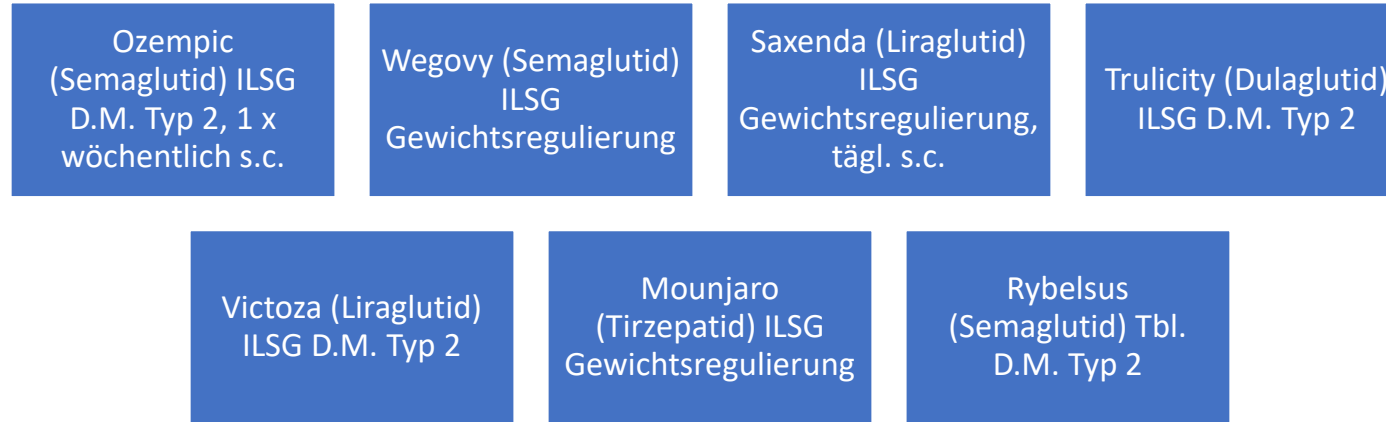 Ozempic
(Semaglutid) ILSG
D.M. Typ 2, 1 x
wöchentlich s.c.
Wegovy (Semaglutid)
ILSG
Gewichtsregulierung
Saxenda (Liraglutid)
ILSG
Gewichtsregulierung,
tägl. s.c.
Trulicity (Dulaglutid)
ILSG D.M. Typ 2
Victoza (Liraglutid)
ILSG D.M. Typ 2
Mounjaro
(Tirzepatid) ILSG
Gewichtsregulierung
Rybelsus
(Semaglutid) Tbl.
D.M. Typ 2